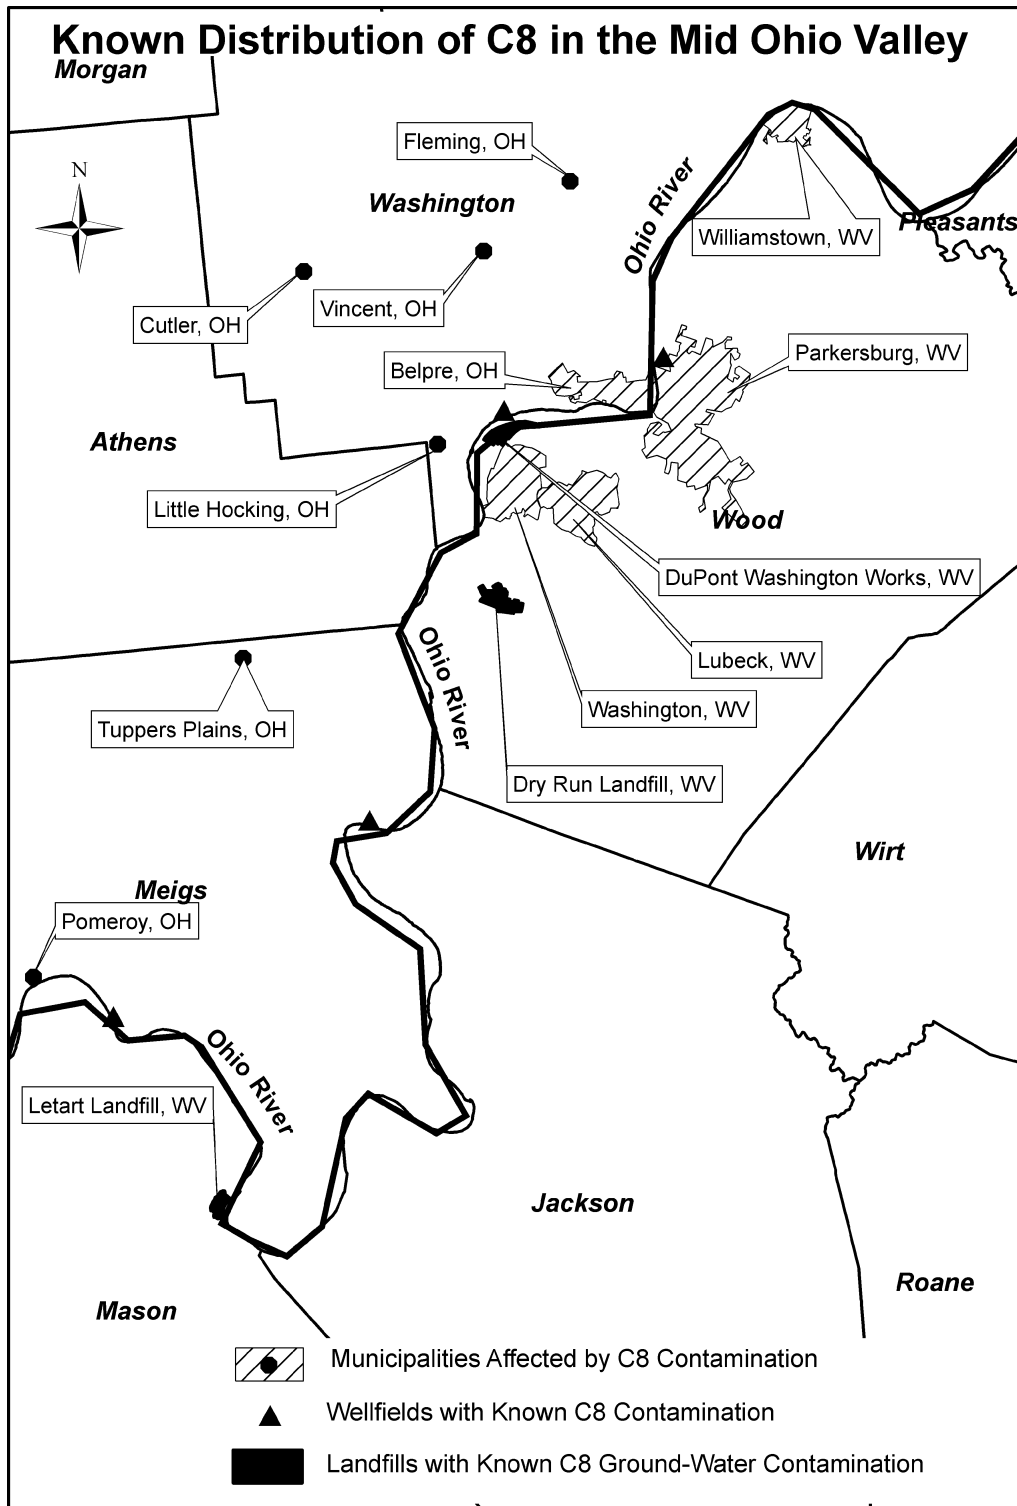 Known Distribution of C8 in the Mid Ohio Valley
Morgan
N
Fleming, OH
Washington
Ohio River
Williamstown, WV
Pleasants
Cutler, OH
Vincent, OH
Belpre, OH
Parkersburg, WV
Athens
Little Hocking, OH
Wood
DuPont Washington Works, WV
Lubeck, WV
Ohio River
Washington, WV
Tuppers Plains, OH
Dry Run Landfill, WV
Wirt
Meigs
Pomeroy, OH
Ohio River
Letart Landfill, WV
Jackson
Roane
Mason
Municipalities Affected by C8 Contamination
Wellfields with Known C8 Contamination
Landfills with Known C8 Ground-Water Contamination